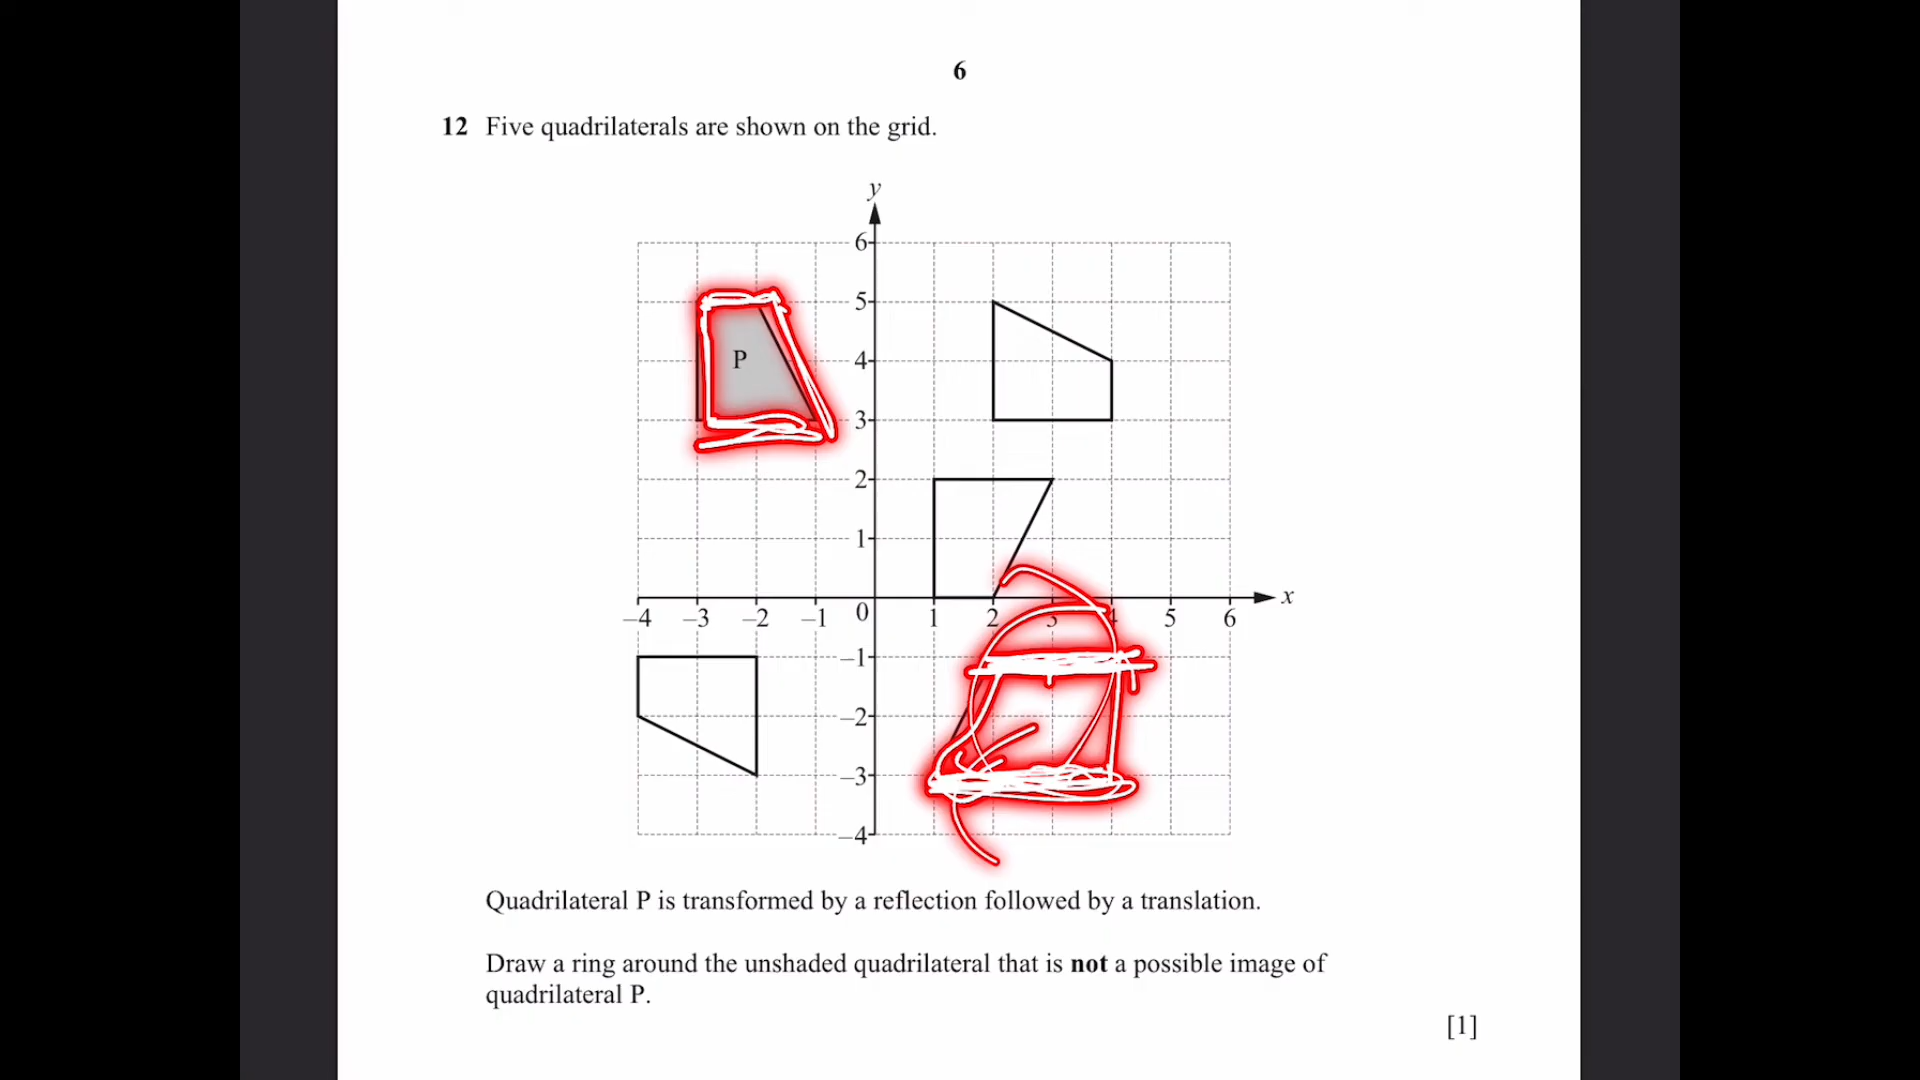 6
12 Five quadrilaterals are shown on the grid.
y
6
5
P
4
3
2
1
–4 –3 –2 –1 0 1 2 3 4 5 6 x
–1
–2
–3
–4
Quadrilateral P is transformed by a reflection followed by a translation.
Draw a ring around the unshaded quadrilateral that is not a possible image of
quadrilateral P.
[1]